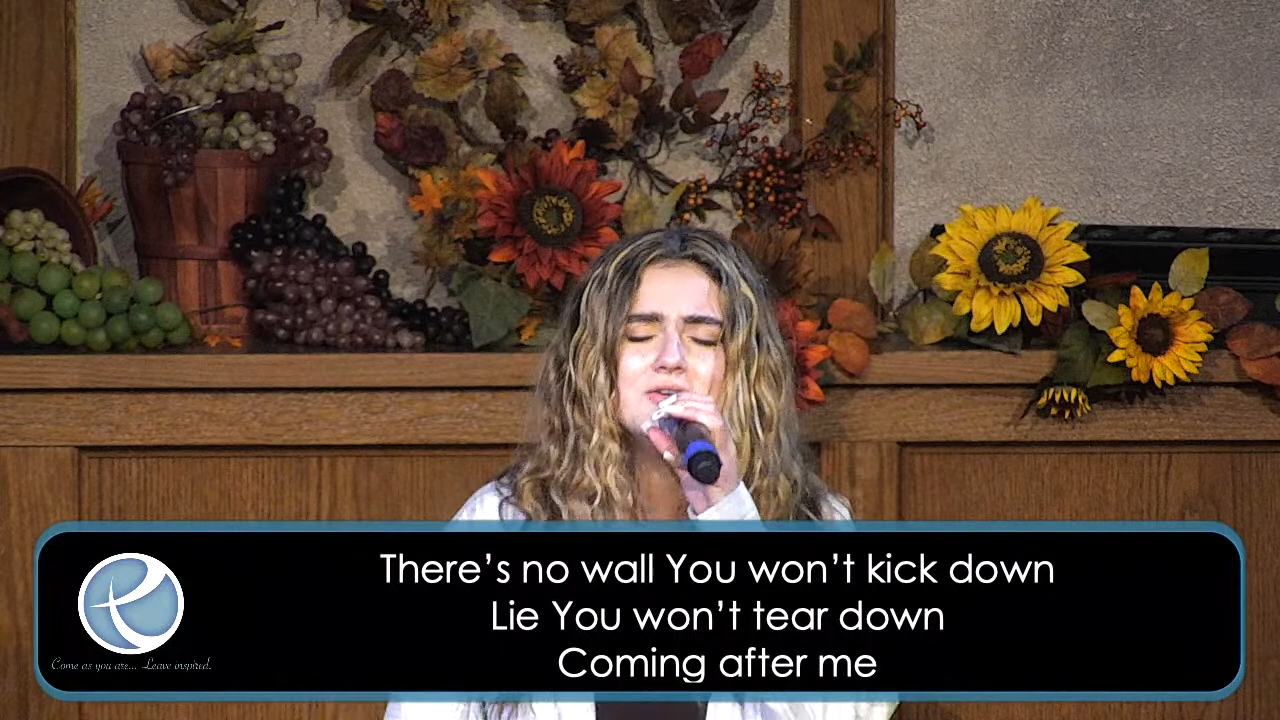 There’s no wall You won’t kick down
Lie You won’t tear down
Coming after me
Come as you are... Leave inspired.